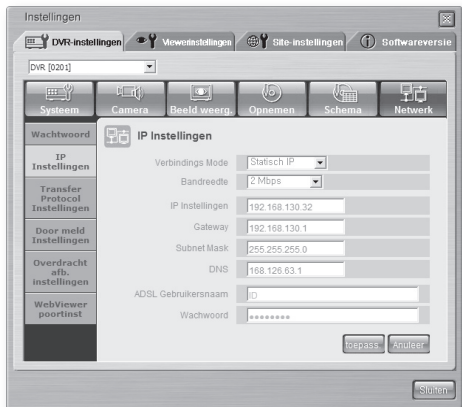 Instellingen
DVR-instellingen Viewerinstellingen Site-instellingen Softwareversie
DVR [0201]
Systeem Camera Beeld weerg. Opnemen Schema Netwerk
Wachtwoord
IP
Instellingen
Transfer
Protocol
Instellingen
Door meld
Instellingen
Overdracht
afb.
instellingen
WebViewer
poortinst
IP Instellingen
Verbindings Mode Statisch IP
Bandreedte 2 Mbps
IP Instellingen 192.168.130.32
Gateway 192.168.130.1
Subnet Mask 255.255.255.0
DNS 168.126.63.1
ADSL Gebruikersnaam ID
Wachwoord ●●●●●●●●
toepass. Anuleer
Sluiten